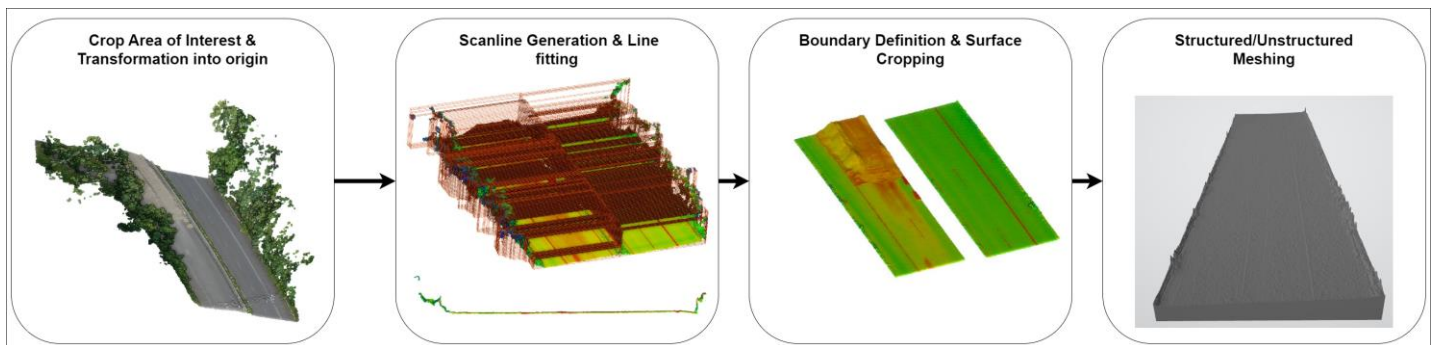 Crop Area of Interest &
Transformation into origin
Scanline Generation & Line
fitting
Boundary Definition & Surface
Cropping
Structured/Unstructured
Meshing